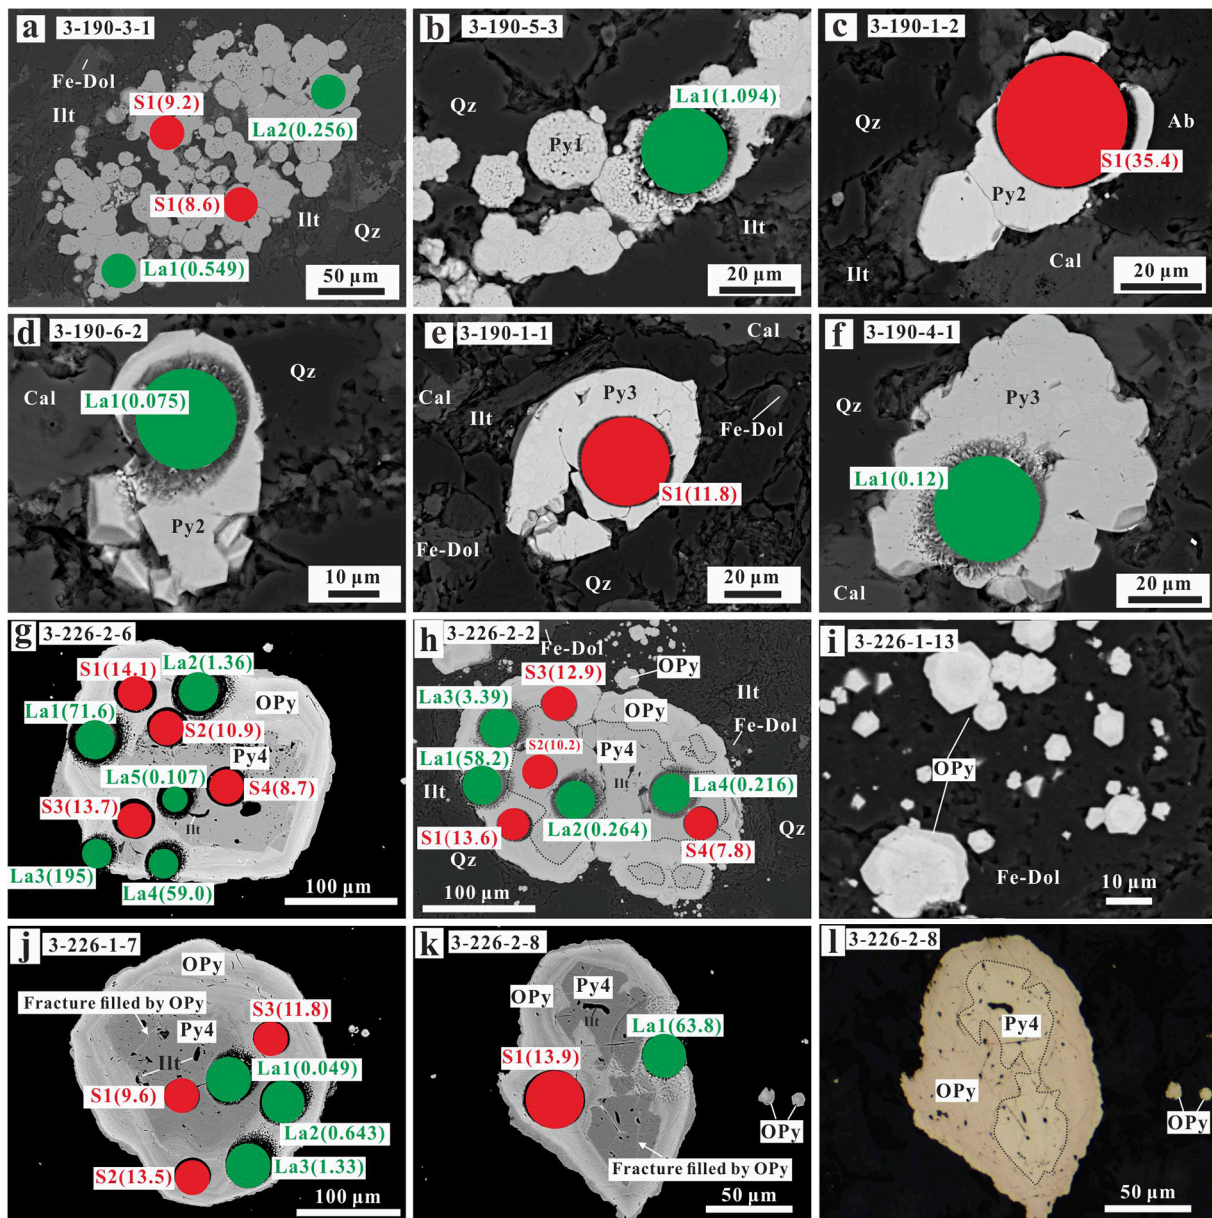 a 3-190-3-1
Fe-Dol
Ilt
S1(9.2)
La2(0.256)
S1(8.6)
Ilt
Qz
La1(0.549)
50 μm
b 3-190-5-3
Qz
La1(1.094)
Py1
Ilt
20 μm
c 3-190-1-2
Qz
Ab
S1(35.4)
Py2
Ilt
Cal
20 μm
d 3-190-6-2
Qz
Cal
La1(0.075)
Py2
10 μm
e 3-190-1-1
Cal
Cal
Py3
Ilt
Fe-Dol
S1(11.8)
Fe-Dol
Qz
20 μm
f 3-190-4-1
Qz
Py3
La1(0.12)
Cal
20 μm
g 3-226-2-6
S1(14.1)
La2(1.36)
OPy
La1(71.6)
S2(10.9)
Py4
La5(0.107)
S4(8.7)
S3(13.7)
Ilt
La3(195)
La4(59.0)
100 μm
h 3-226-2-2
Fe-Dol
S3(12.9)
OPy
Ilt
La3(3.39)
OPy
Fe-Dol
La1(58.2)
S2(10.2)
Py4
Ilt
Ilt
La4(0.216)
S1(13.6)
La2(0.264)
Qz
S4(7.8)
Qz
100 μm
i 3-226-1-13
OPy
Fe-Dol
10 μm
j 3-226-1-7
OPy
Fracture filled by OPy
S3(11.8)
Py4
Ilt
La1(0.049)
S1(9.6)
La2(0.643)
S2(13.5)
La3(1.33)
100 μm
k 3-226-2-8
Py4
OPy
Ilt
La1(63.8)
S1(13.9)
OPy
Fracture filled by OPy
50 μm
l 3-226-2-8
Py4
OPy
OPy
50 μm